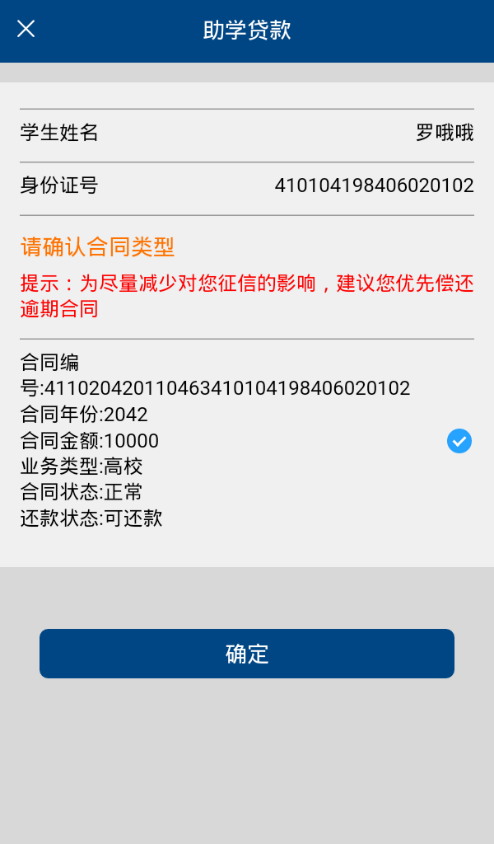 助学贷款
学生姓名 罗哦哦
身份证号 410104198406020102
请确认合同类型
提示：为尽量减少对您征信的影响，建议您优先偿还
逾期合同
合同编
号:411020420110463410104198406020102
合同年份:2042
合同金额:10000
业务类型:高校
合同状态:正常
还款状态:可还款
确定